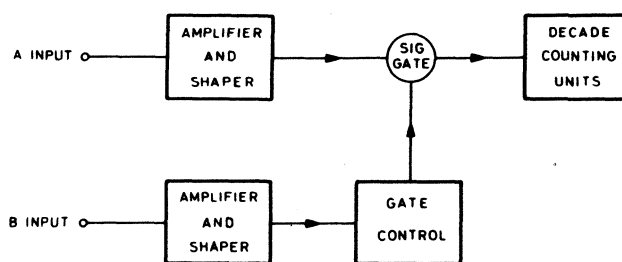 A INPUT
AMPLIFIER
AND
SHAPER
SIG
GATE
DECADE
COUNTING
UNITS
B INPUT
AMPLIFIER
AND
SHAPER
GATE
CONTROL